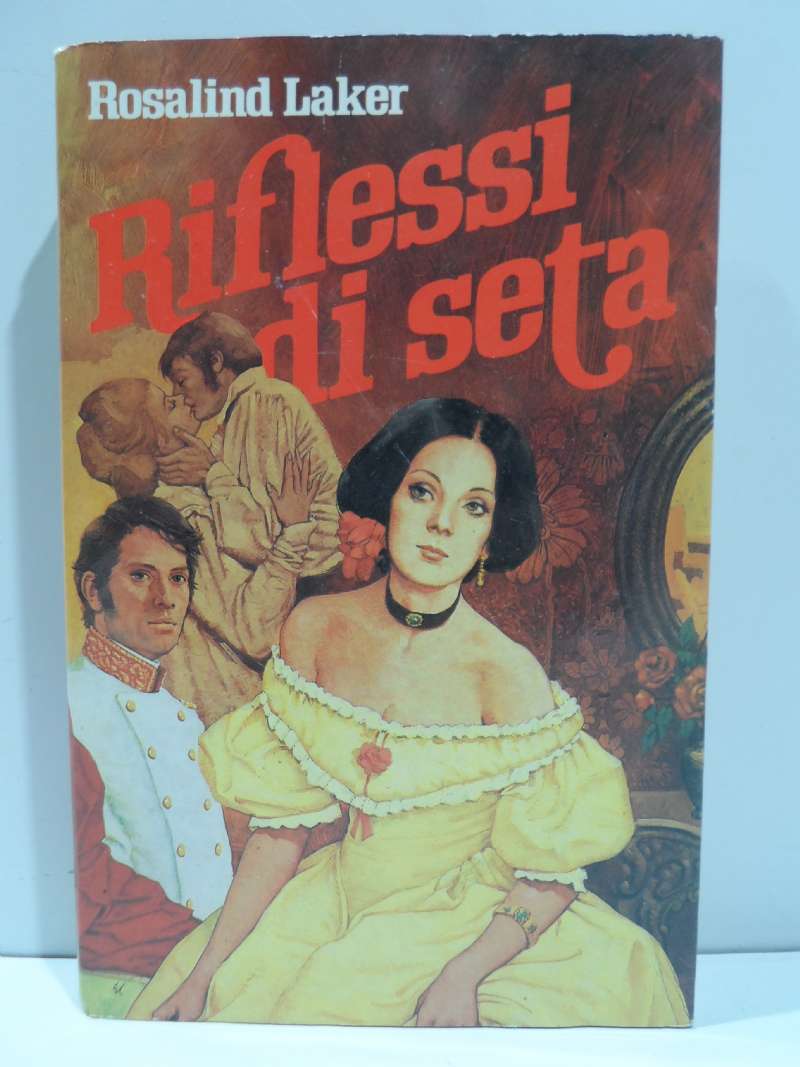 Rosalind Laker
Riflessi
di seta